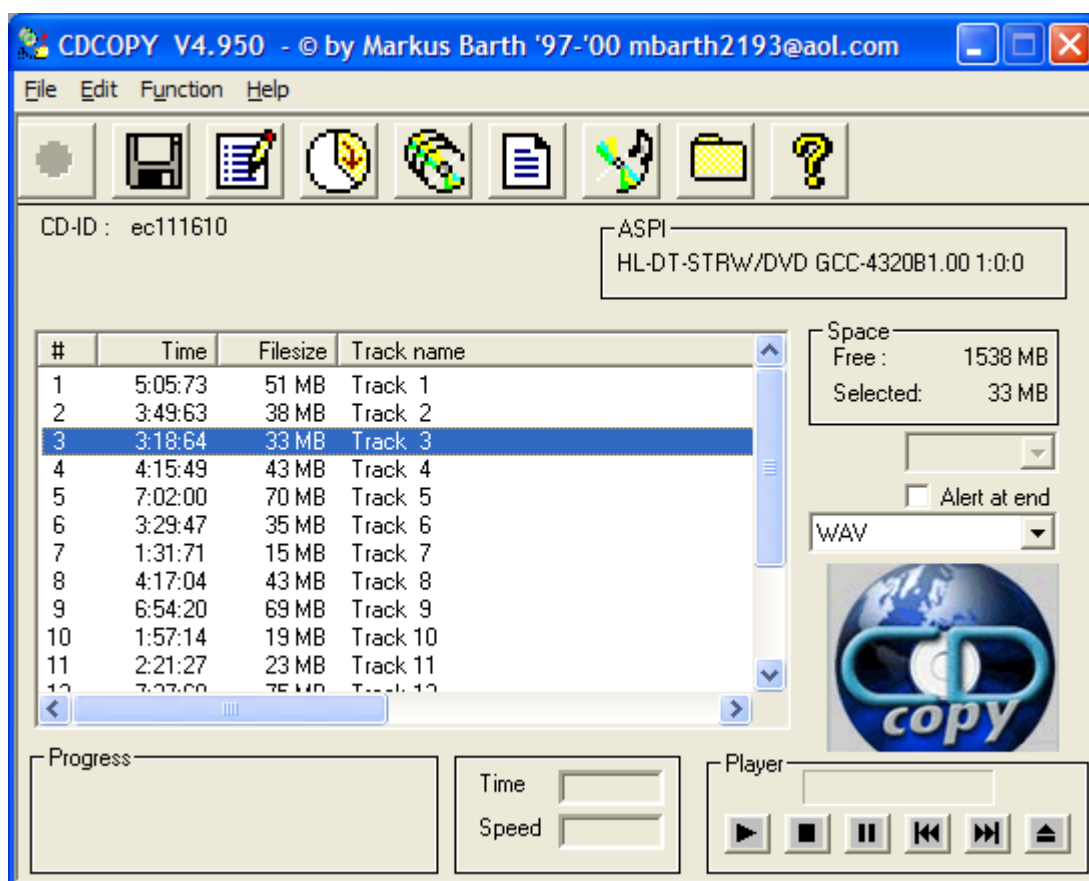 CDCOPY V4.950 - © by Markus Barth '97-'00 mbarth2193@aol.com
File Edit Function Help
CD-ID : ec111610
ASPI
HL-DT-STRW/DVD GCC-4320B1.00 1:0:0
# Time Filesize Track name
1 5:05:73 51 MB Track 1
2 3:49:63 38 MB Track 2
3 3:18:64 33 MB Track 3
4 4:15:49 43 MB Track 4
5 7:02:00 70 MB Track 5
6 3:29:47 35 MB Track 6
7 1:31:71 15 MB Track 7
8 4:17:04 43 MB Track 8
9 6:54:20 69 MB Track 9
10 1:57:14 19 MB Track 10
11 2:21:27 23 MB Track 11
Space
Free : 1538 MB
Selected: 33 MB
Alert at end
WAV
CD
copy
Progress
Time
Speed
Player